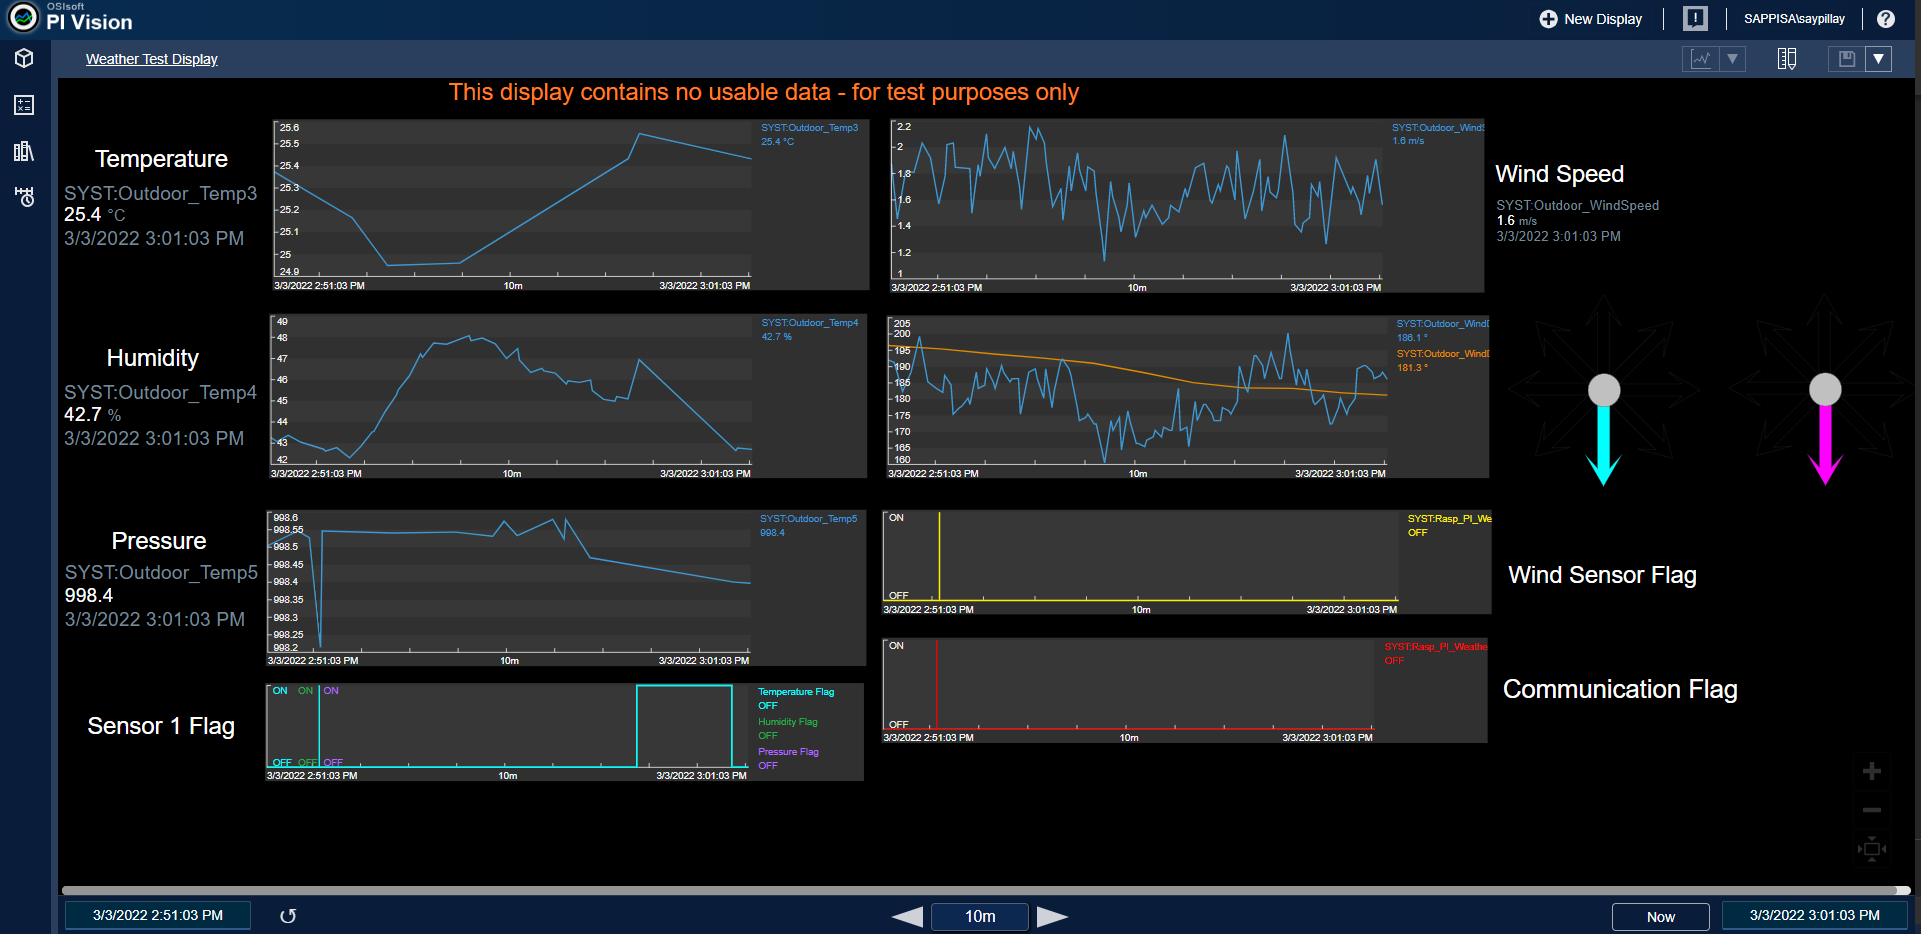 OSIsoft
PI Vision
New Display
SAPPISA\saypillay
?
Weather Test Display
This display contains no usable data - for test purposes only
Temperature
SYST:Outdoor_Temp3
25.4 °C
3/3/2022 3:01:03 PM
25.6
25.5
25.4
25.3
25.2
25.1
25
24.9
3/3/2022 2:51:03 PM 10m 3/3/2022 3:01:03 PM
SYST:Outdoor_Temp3
25.4 °C
2.2
2
1.8
1.6
1.4
1.2
1
3/3/2022 2:51:03 PM 10m 3/3/2022 3:01:03 PM
SYST:Outdoor_WindS
1.6 m/s
Wind Speed
SYST:Outdoor_WindSpeed
1.6 m/s
3/3/2022 3:01:03 PM
Humidity
SYST:Outdoor_Temp4
42.7 %
3/3/2022 3:01:03 PM
49
48
47
46
45
44
43
42
3/3/2022 2:51:03 PM 10m 3/3/2022 3:01:03 PM
SYST:Outdoor_Temp4
42.7 %
205
200
195
190
185
180
175
170
165
160
3/3/2022 2:51:03 PM 10m 3/3/2022 3:01:03 PM
SYST:Outdoor_WindD
186.1 °
SYST:Outdoor_WindD
181.3 °
Pressure
SYST:Outdoor_Temp5
998.4
3/3/2022 3:01:03 PM
998.6
998.55
998.5
998.45
998.4
998.35
998.3
998.25
998.2
3/3/2022 2:51:03 PM 10m 3/3/2022 3:01:03 PM
SYST:Outdoor_Temp5
998.4
ON
OFF
3/3/2022 2:51:03 PM 10m 3/3/2022 3:01:03 PM
SYST:Rasp_PI_We
OFF
Wind Sensor Flag
ON
OFF
3/3/2022 2:51:03 PM 10m 3/3/2022 3:01:03 PM
SYST:Rasp_PI_Weathe
OFF
Communication Flag
Sensor 1 Flag
ON ON ON
OFF OFF OFF
3/3/2022 2:51:03 PM 10m 3/3/2022 3:01:03 PM
Temperature Flag
OFF
Humidity Flag
OFF
Pressure Flag
OFF
3/3/2022 2:51:03 PM
10m
Now
3/3/2022 3:01:03 PM